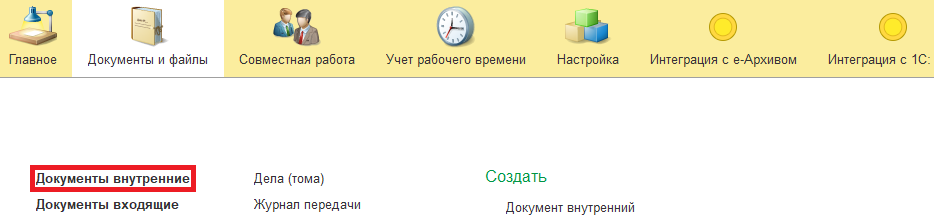 Главное Документы и файлы Совместная работа Учет рабочего времени Настройка Интеграция с е-Архивом Интеграция с 1С:
Документы внутренние Дела (тома) Создать
Документы входящие Журнал передачи Документ внутренний